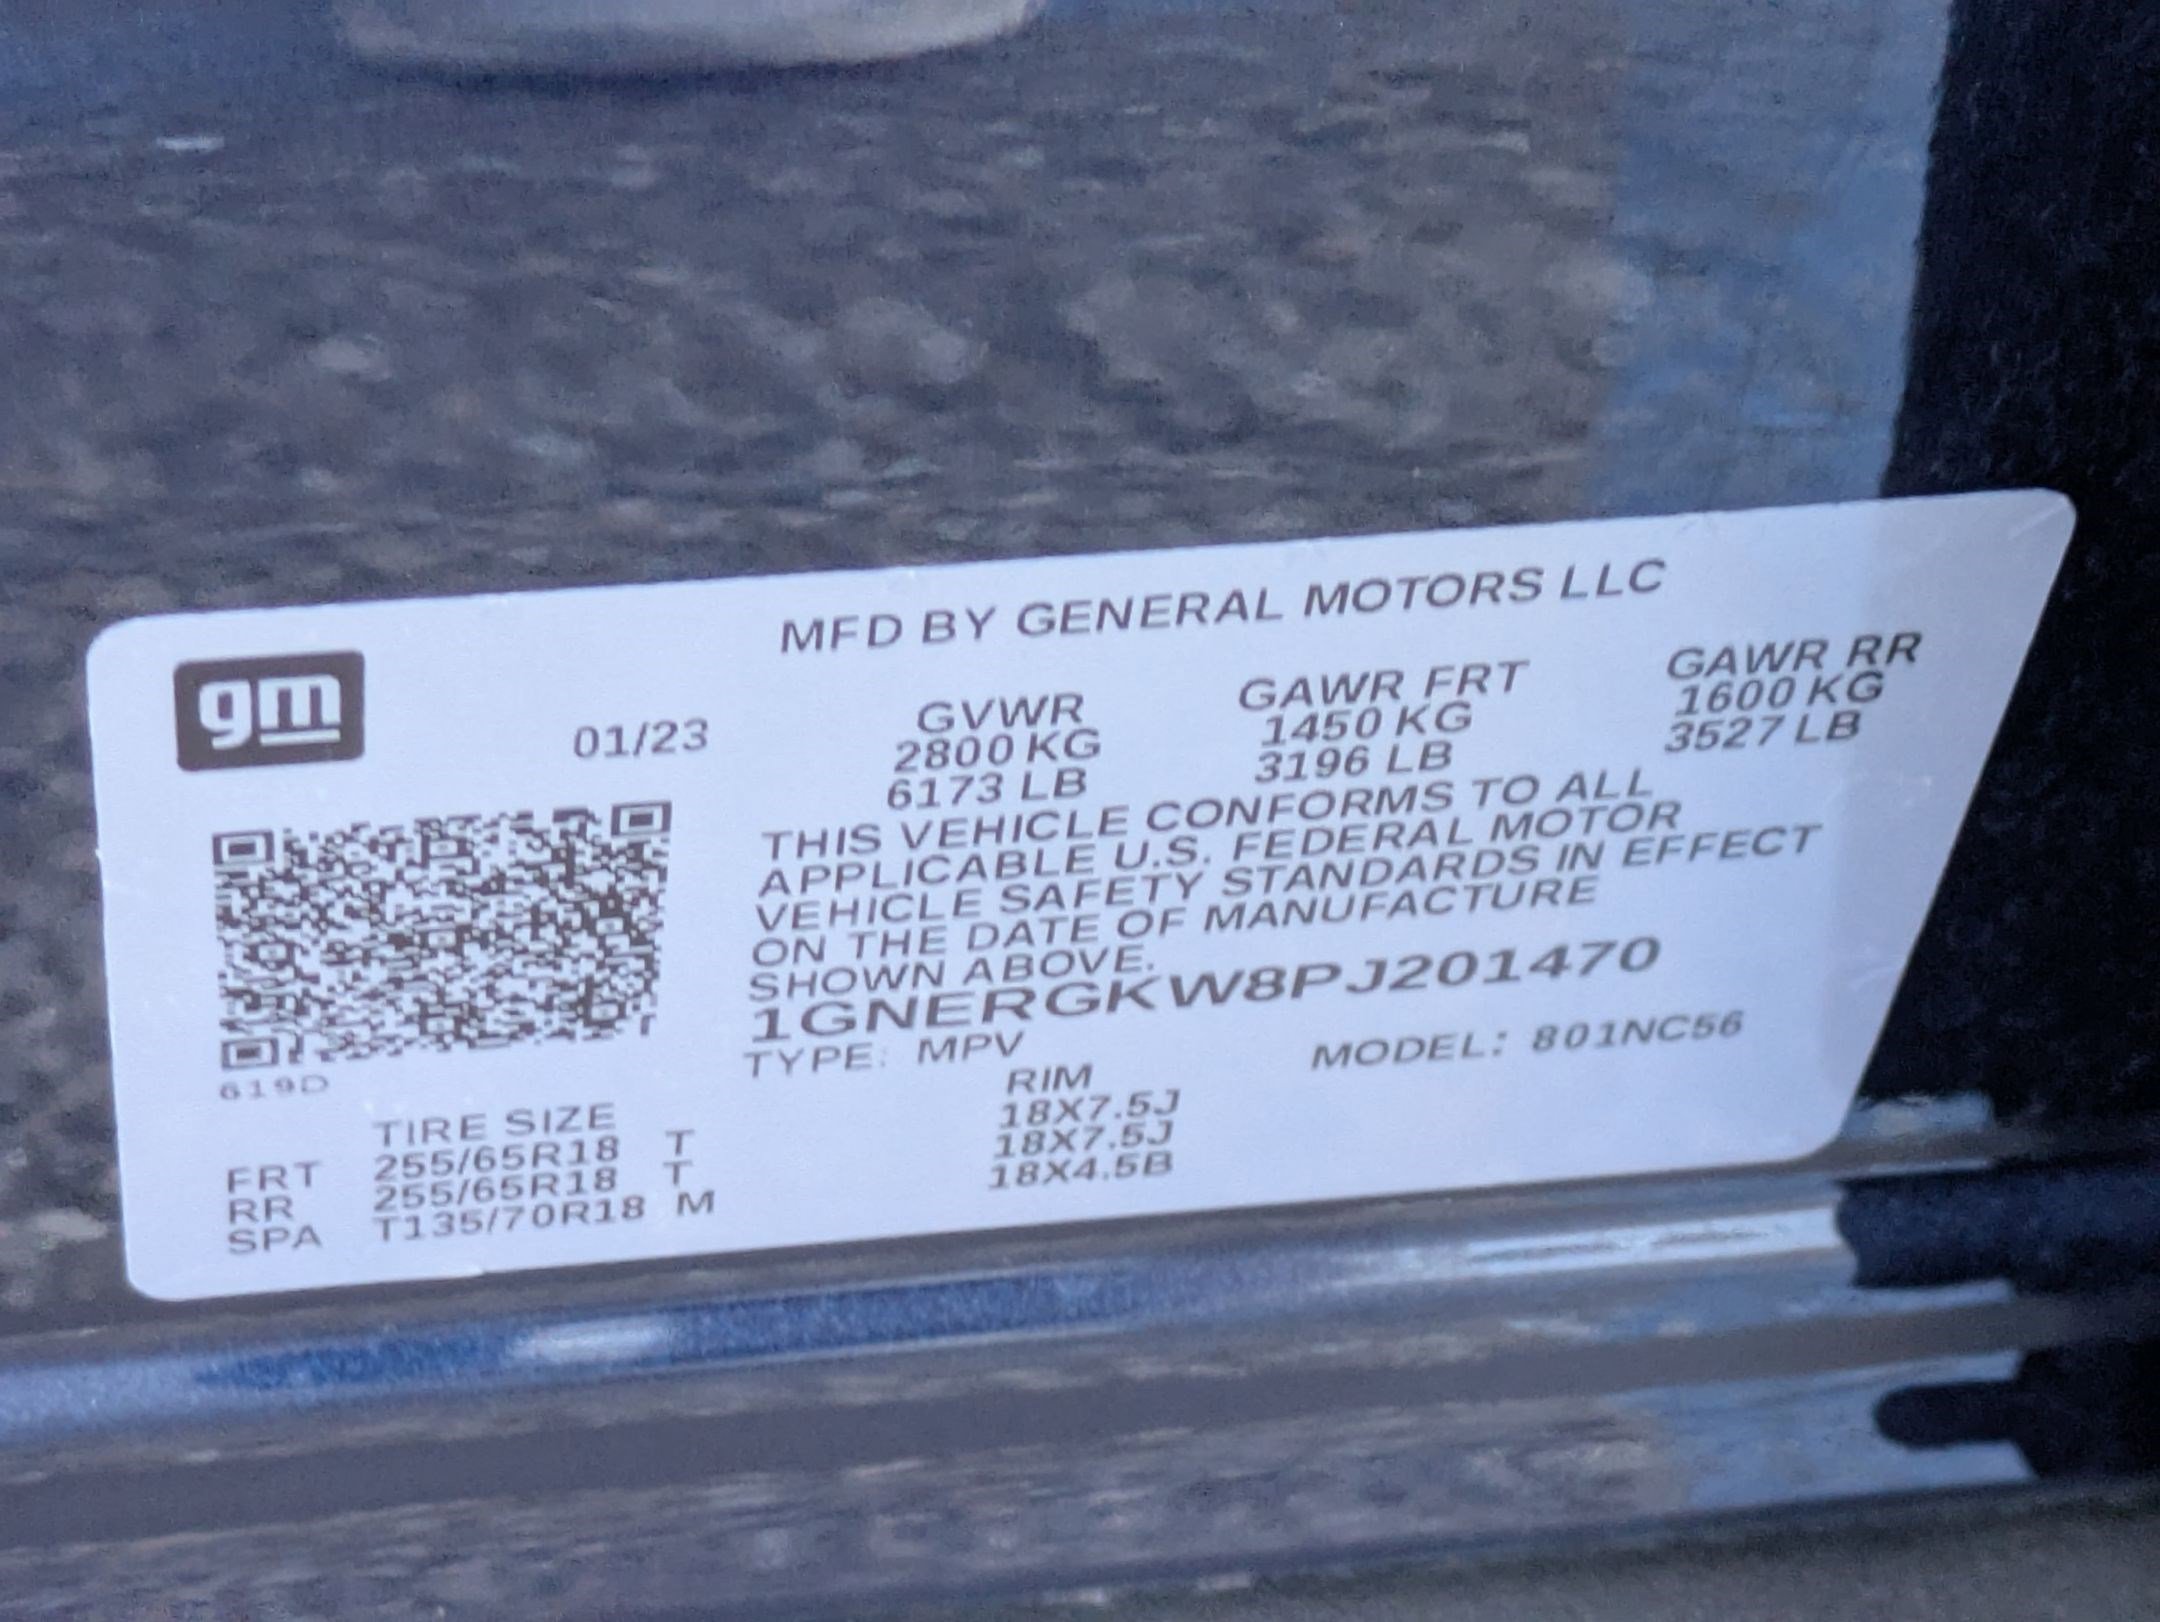 MFD BY GENERAL MOTORS LLC
gm
01/23
GVWR GAWR FRT GAWR RR
2800 KG 1450 KG 1600 KG
6173 LB 3196 LB 3527 LB
THIS VEHICLE CONFORMS TO ALL
APPLICABLE U.S. FEDERAL MOTOR
VEHICLE SAFETY STANDARDS IN EFFECT
ON THE DATE OF MANUFACTURE
SHOWN ABOVE.
1GNERGKW8PJ201470
TYPE: MPV MODEL: 801NC56
619D
TIRE SIZE RIM
FRT 255/65R18 T 18X7.5J
RR 255/65R18 T 18X7.5J
SPA T135/70R18 M 18X4.5B